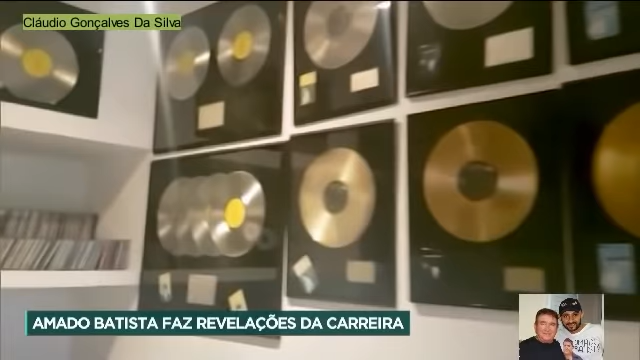 Cláudio Gonçalves Da Silva
AMADO BATISTA FAZ REVELAÇÕES DA CARREIRA